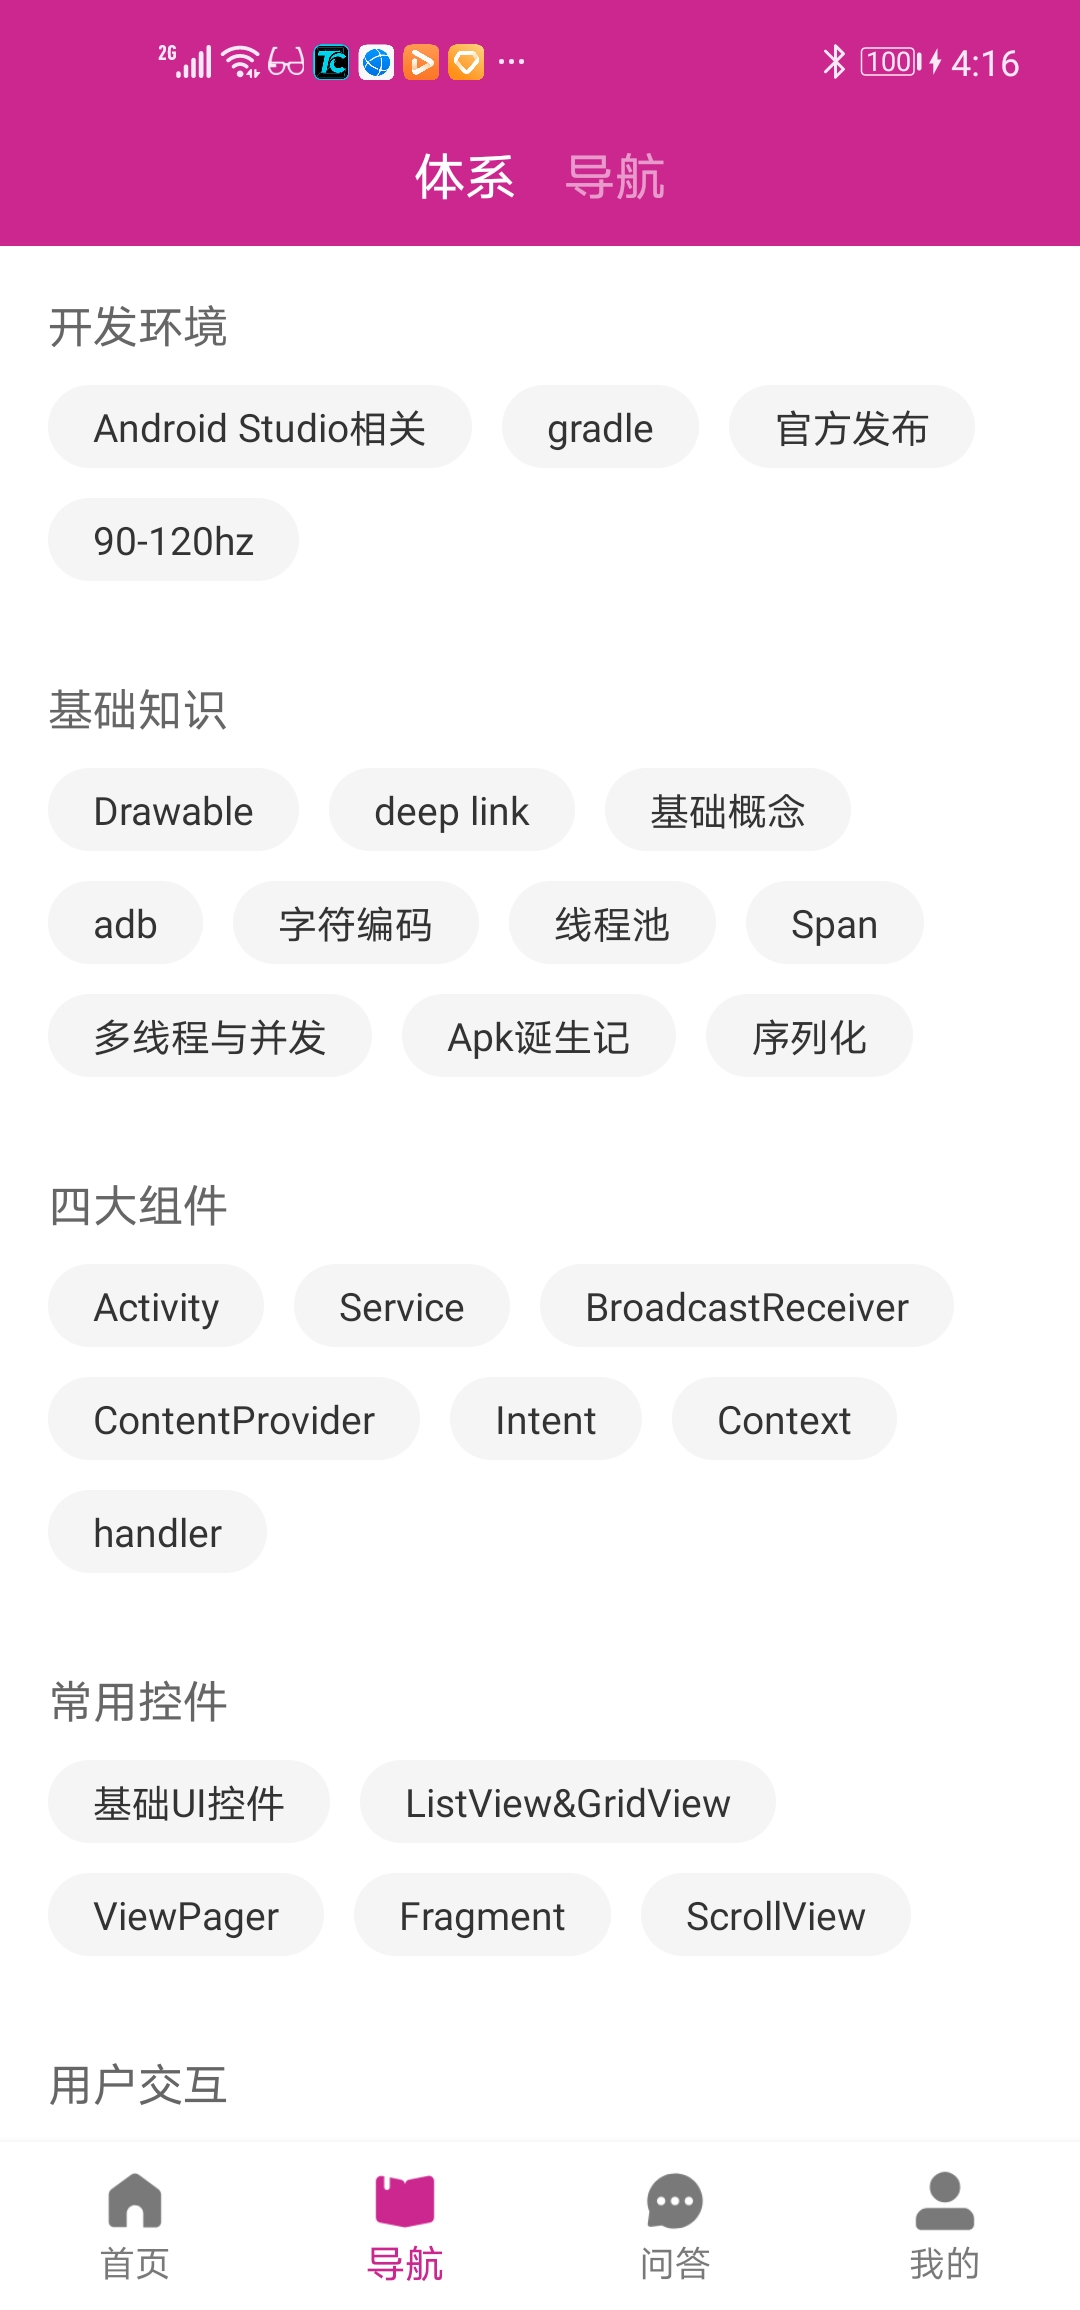 2G 100 4:16
体系 导航
开发环境
Android Studio相关 gradle 官方发布
90-120hz
基础知识
Drawable deep link 基础概念
adb 字符编码 线程池 Span
多线程与并发 Apk诞生记 序列化
四大组件
Activity Service BroadcastReceiver
ContentProvider Intent Context
handler
常用控件
基础UI控件 ListView&GridView
ViewPager Fragment ScrollView
用户交互
首页 导航 问答 我的